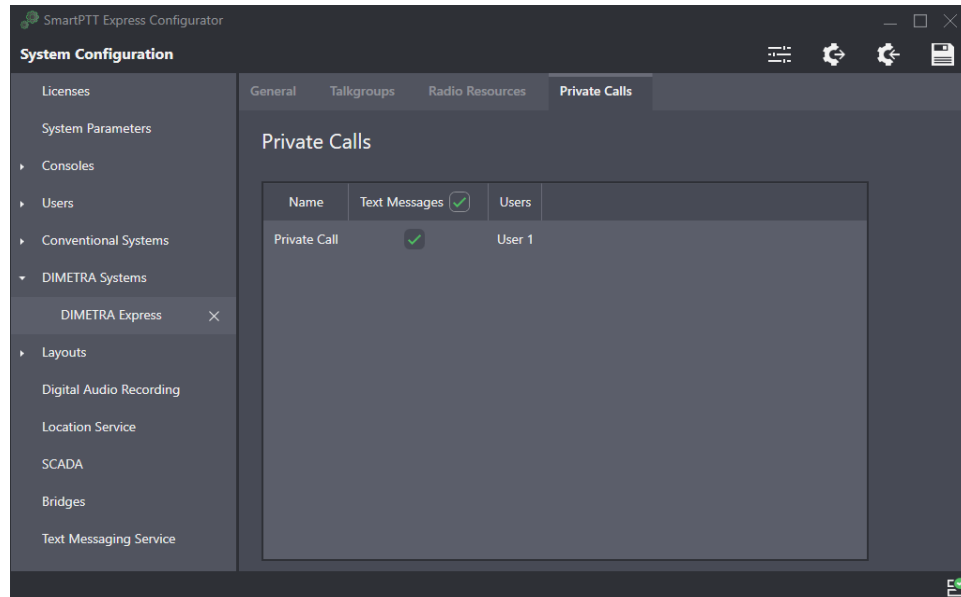 SmartPTT Express Configurator
System Configuration
Licenses
System Parameters
Consoles
Users
Conventional Systems
DIMETRA Systems
DIMETRA Express
Layouts
Digital Audio Recording
Location Service
SCADA
Bridges
Text Messaging Service
General Talkgroups Radio Resources Private Calls
Private Calls
Name Text Messages Users
Private Call User 1